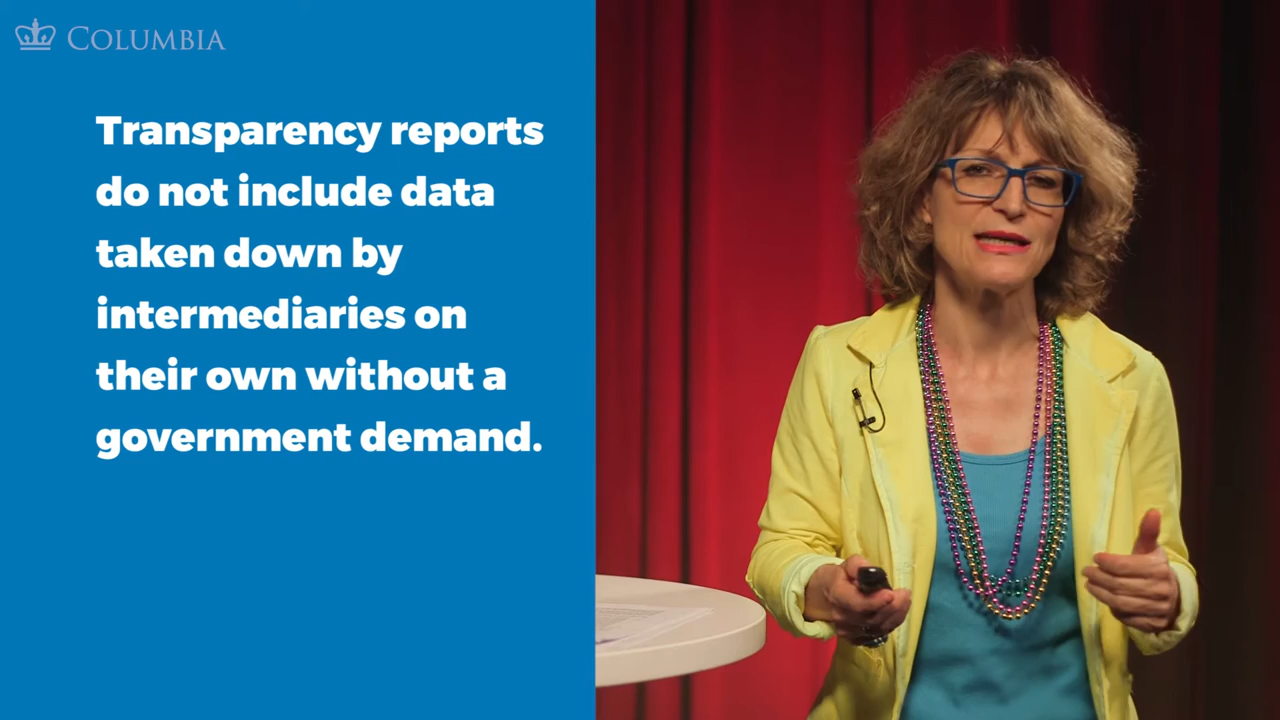 COLUMBIA
Transparency reports
do not include data
taken down by
intermediaries on
their own without a
government demand.